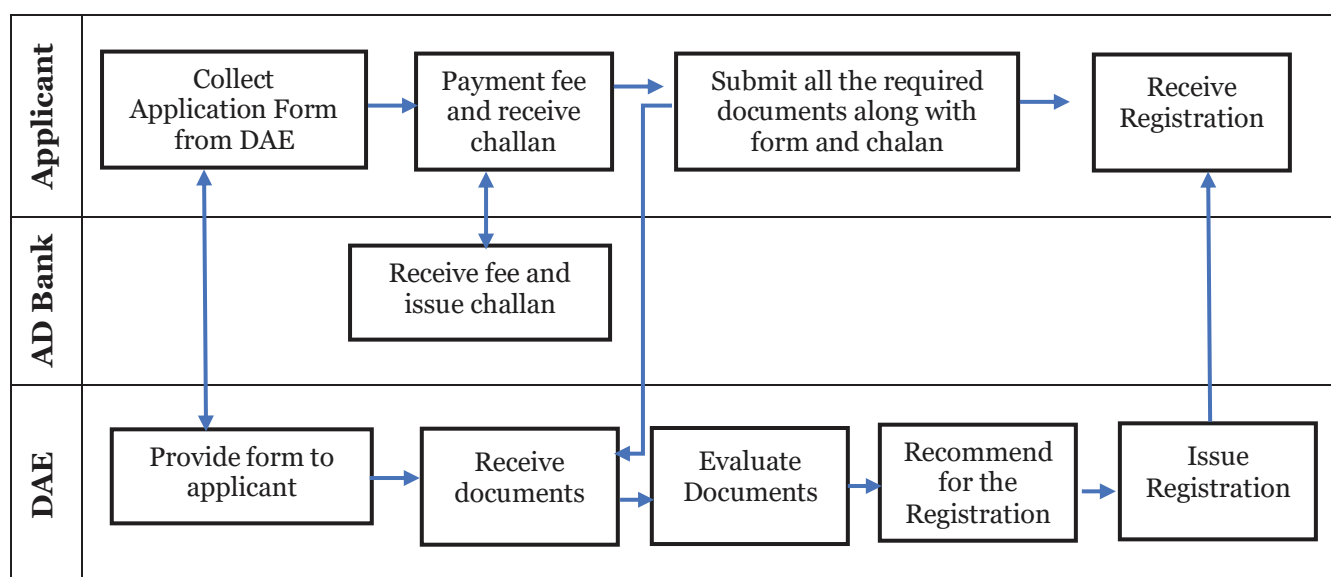 Applicant
Collect
Application Form
from DAE
Payment fee
and receive
challan
Submit all the required
documents along with
form and chalan
Receive
Registration
AD Bank
Receive fee and
issue challan
DAE
Provide form to
applicant
Receive
documents
Evaluate
Documents
Recommend
for the
Registration
Issue
Registration